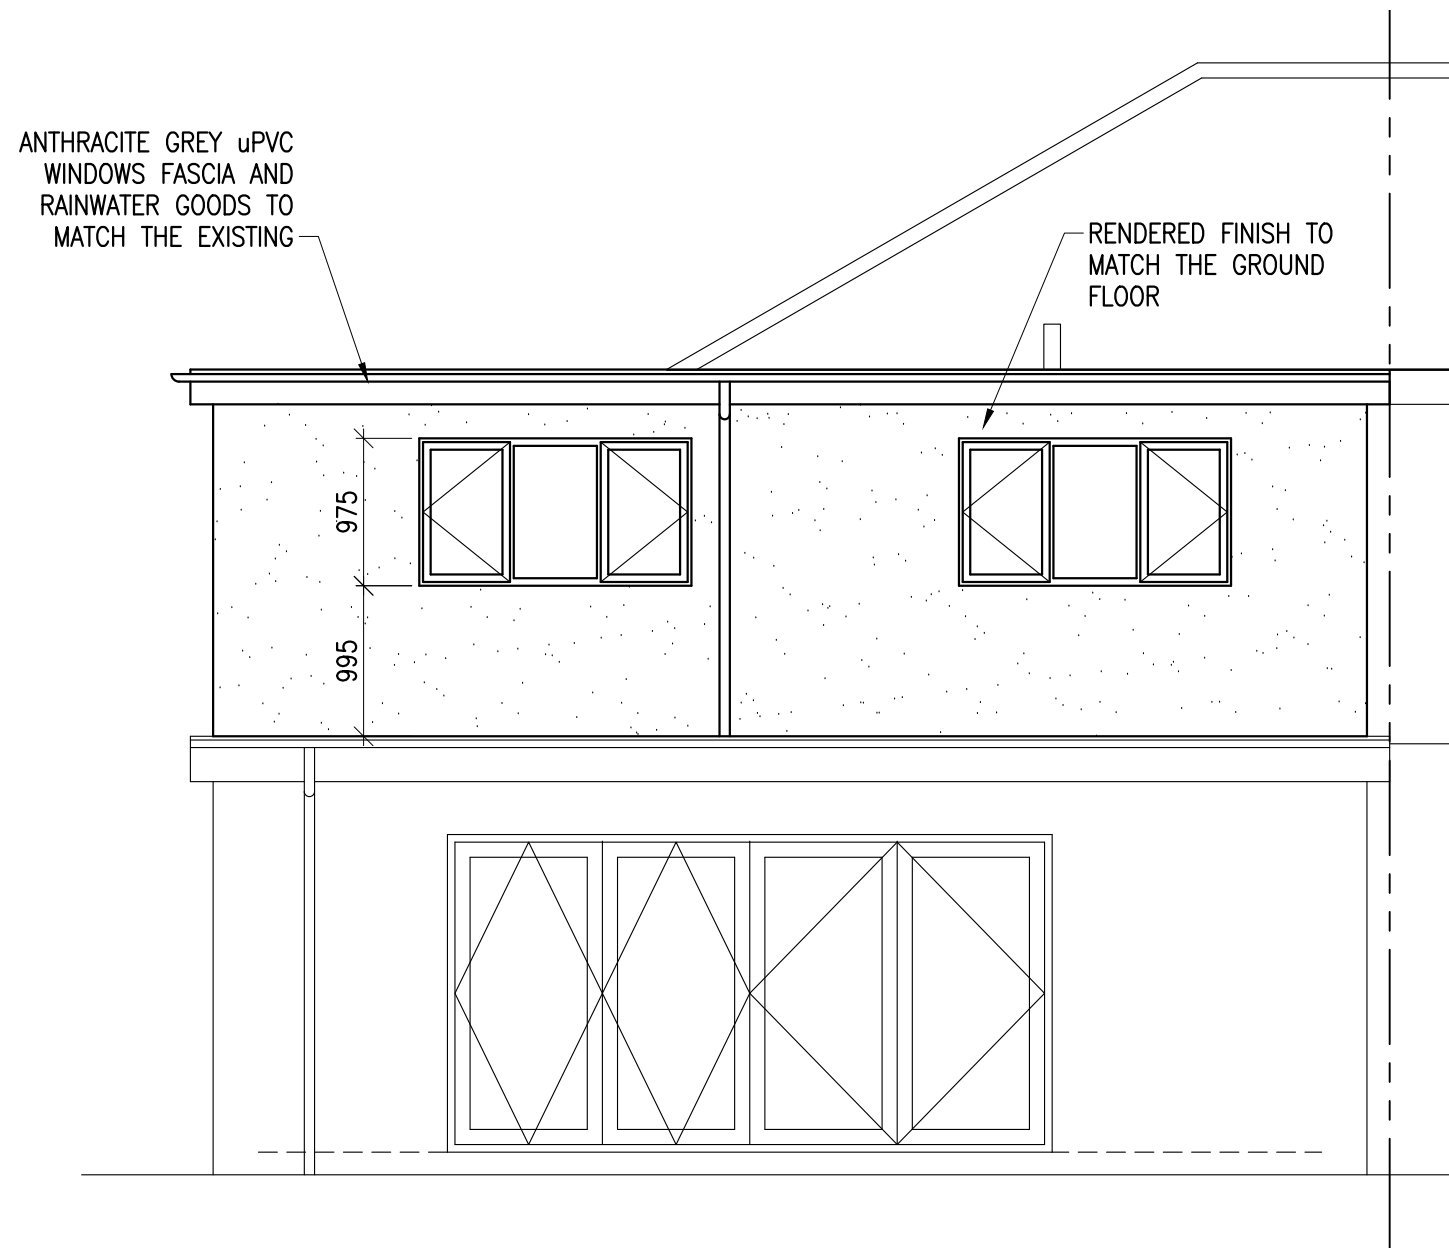 ANTHRACITE GREY uPVC
WINDOWS FASCIA AND
RAINWATER GOODS TO
MATCH THE EXISTING
RENDERED FINISH TO
MATCH THE GROUND
FLOOR
975
995